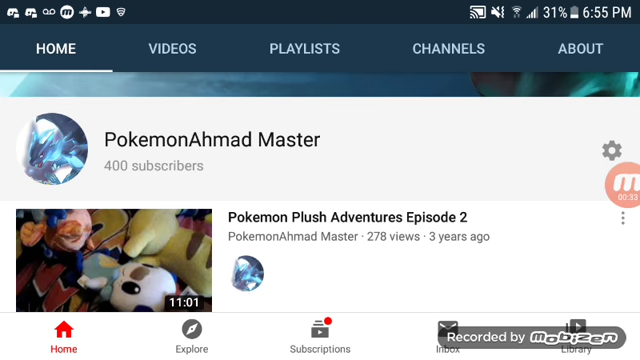 31% 6:55 PM
HOME VIDEOS PLAYLISTS CHANNELS ABOUT
PokemonAhmad Master
400 subscribers
00:33
Pokemon Plush Adventures Episode 2
PokemonAhmad Master · 278 views · 3 years ago
11:01
Recorded by MOBIZEN
Home Explore Subscriptions Inbox Library